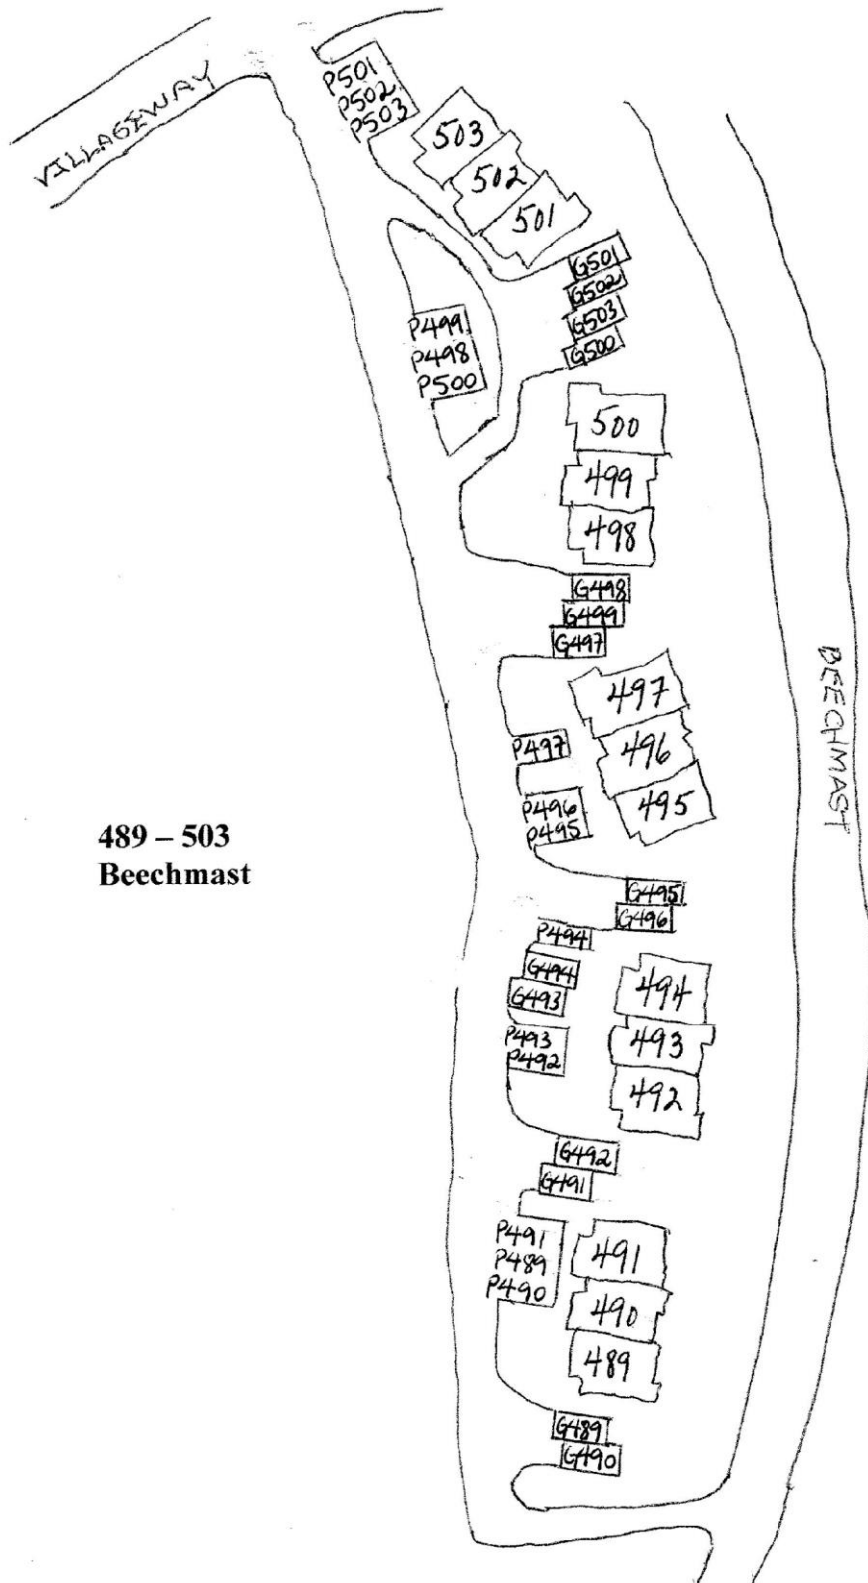 VILLAGEWAY
P501
P502
P503
503
502
501
G501
G502
G503
G500
P499
P498
P500
500
499
498
G498
G499
G497
497
496
495
P497
P496
P495
BEECHMAST
489 – 503
Beechmast
G495
G496
P494
G494
G493
494
493
492
P493
P492
G492
G491
P491
P489
P490
491
490
489
G489
G490